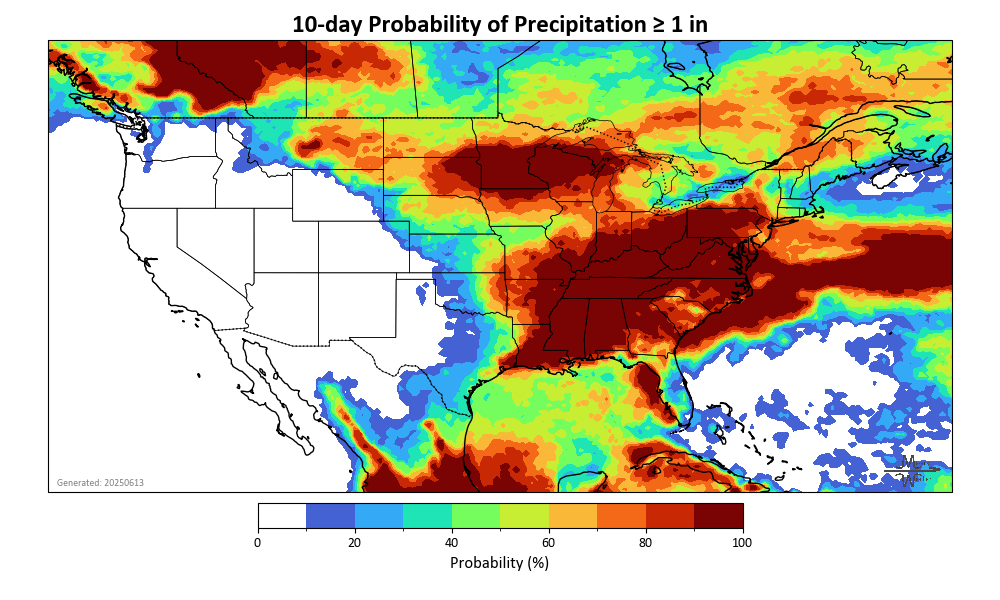 10-day Probability of Precipitation ≥ 1 in
Generated: 20250613
0 20 40 60 80 100
Probability (%)